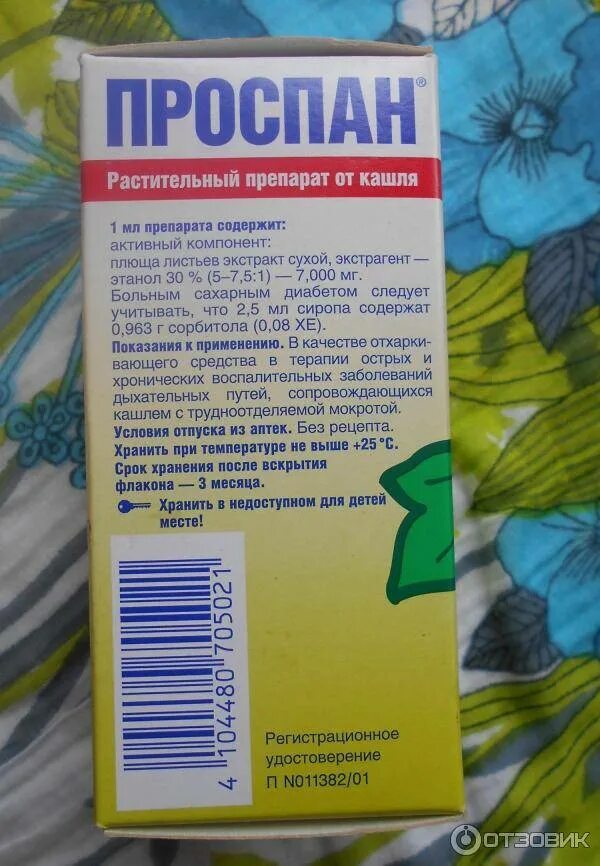 ПРОСПАН®
Растительный препарат от кашля
1 мл препарата содержит:
активный компонент:
плюща листьев экстракт сухой, экстрагент —
этанол 30 % (5–7,5:1) — 7,000 мг.
Больным сахарным диабетом следует
учитывать, что 2,5 мл сиропа содержат
0,963 г сорбитола (0,08 ХЕ).
Показания к применению. В качестве отхарки-
вающего средства в терапии острых и
хронических воспалительных заболеваний
дыхательных путей, сопровождающихся
кашлем с трудноотделяемой мокротой.
Условия отпуска из аптек. Без рецепта.
Хранить при температуре не выше +25 °С.
Срок хранения после вскрытия
флакона — 3 месяца.
Хранить в недоступном для детей
месте!
4 104480 705021
Регистрационное
удостоверение
П N011382/01
ОТЗОВИК